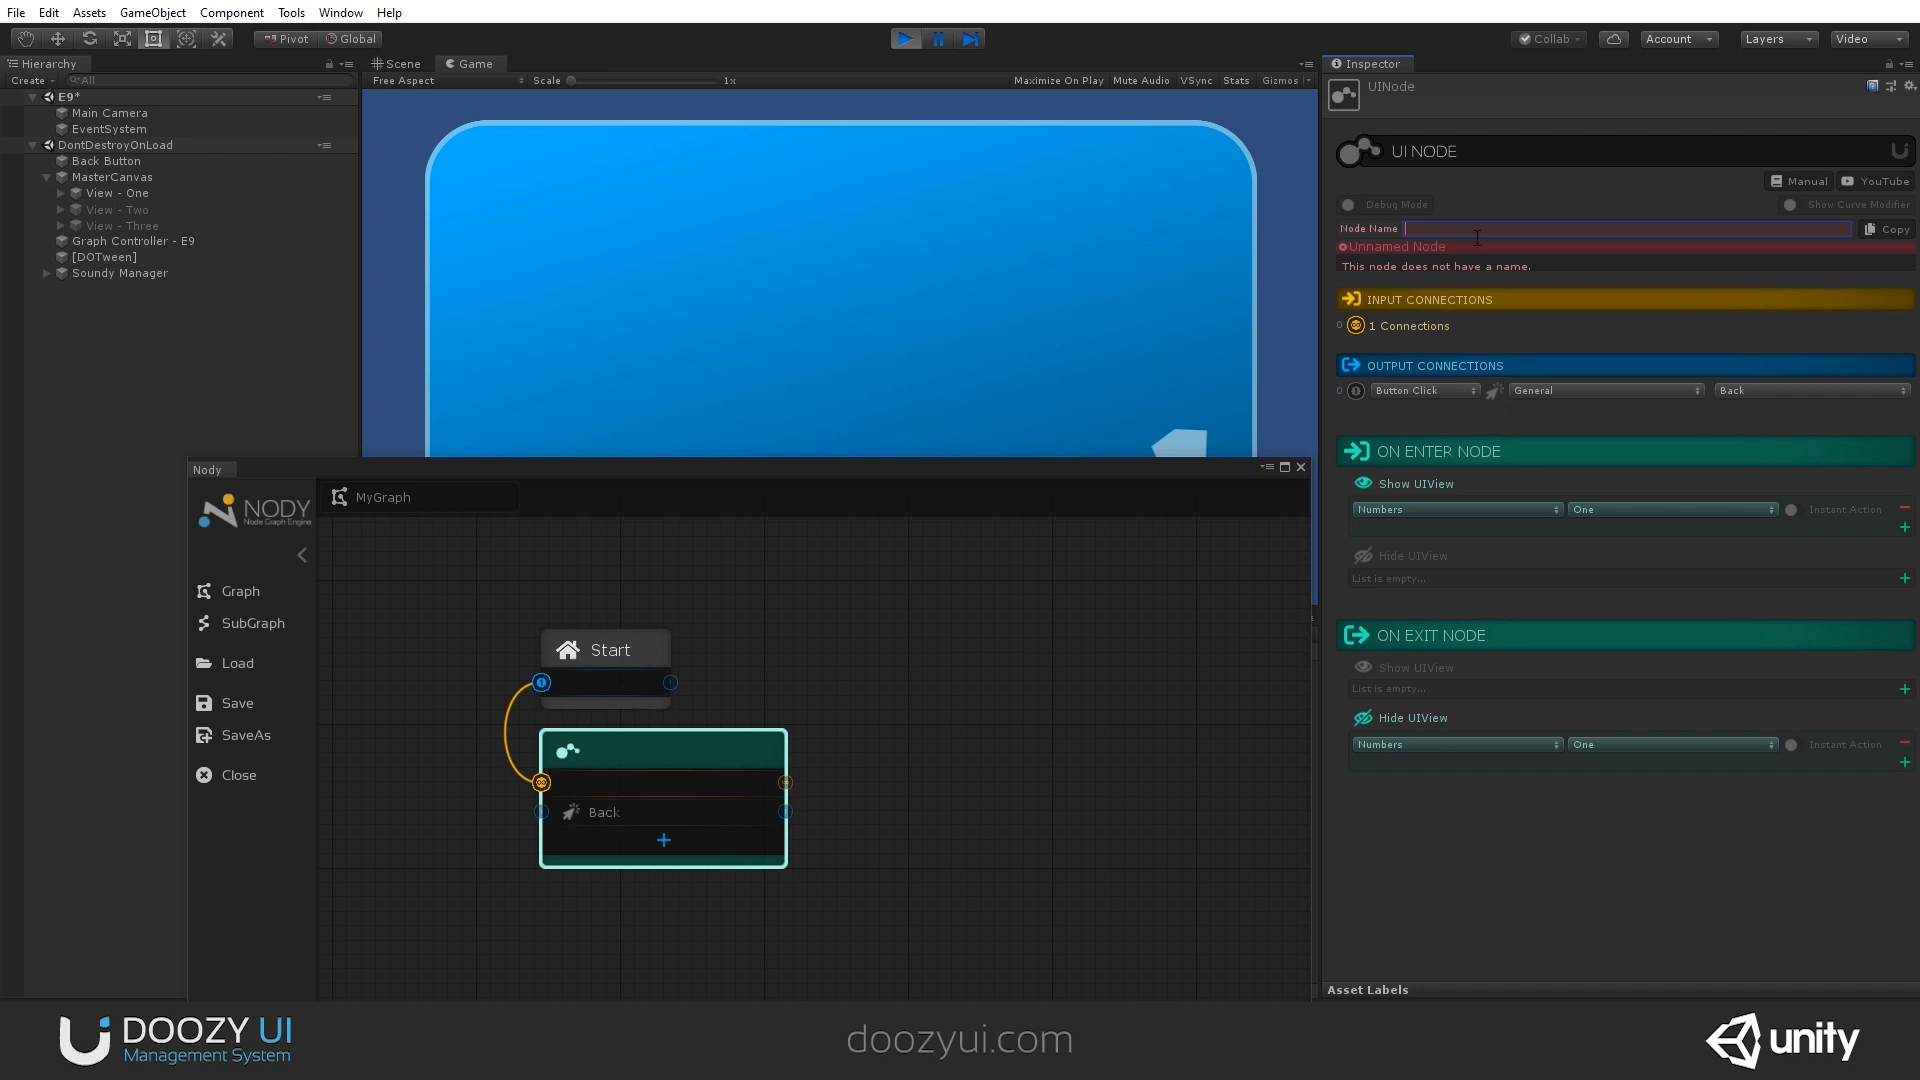 File Edit Assets GameObject Component Tools Window Help
Pivot Global Collab Account Layers Video
Hierarchy Scene Game Inspector
Create All Free Aspect Scale 1x Maximize On Play Mute Audio VSync Stats Gizmos
UINode
E9*
Main Camera
EventSystem
DontDestroyOnLoad
Back Button
MasterCanvas
View - One
View - Two
View - Three
Graph Controller - E9
[DOTween]
Soundy Manager
UI NODE
Manual YouTube
Debug Mode Show Curve Modifier
Node Name Copy
Unnamed Node
This node does not have a name.
INPUT CONNECTIONS
0 1 Connections
OUTPUT CONNECTIONS
0 Button Click General Back
ON ENTER NODE
Show UIView
Numbers One Instant Action
Hide UIView
List is empty...
ON EXIT NODE
Show UIView
List is empty...
Hide UIView
Numbers One Instant Action
Asset Labels
Nody
NODY
Node Graph Engine
MyGraph
Graph
SubGraph
Load
Save
SaveAs
Close
Start
Back
DOOZY UI
Management System
doozyui.com
unity